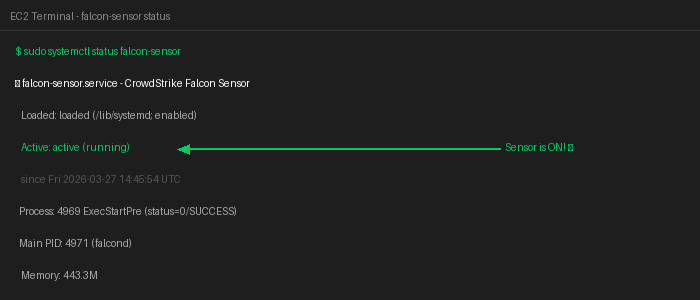 EC2 Terminal - falcon-sensor status
$ sudo systemctl status falcon-sensor
falcon-sensor.service - CrowdStrike Falcon Sensor
Loaded: loaded (/lib/systemd; enabled)
Active: active (running) Sensor is ON!
since Fri 2026-03-27 14:45:54 UTC
Process: 4969 ExecStartPre (status=0/SUCCESS)
Main PID: 4971 (falcond)
Memory: 443.3M